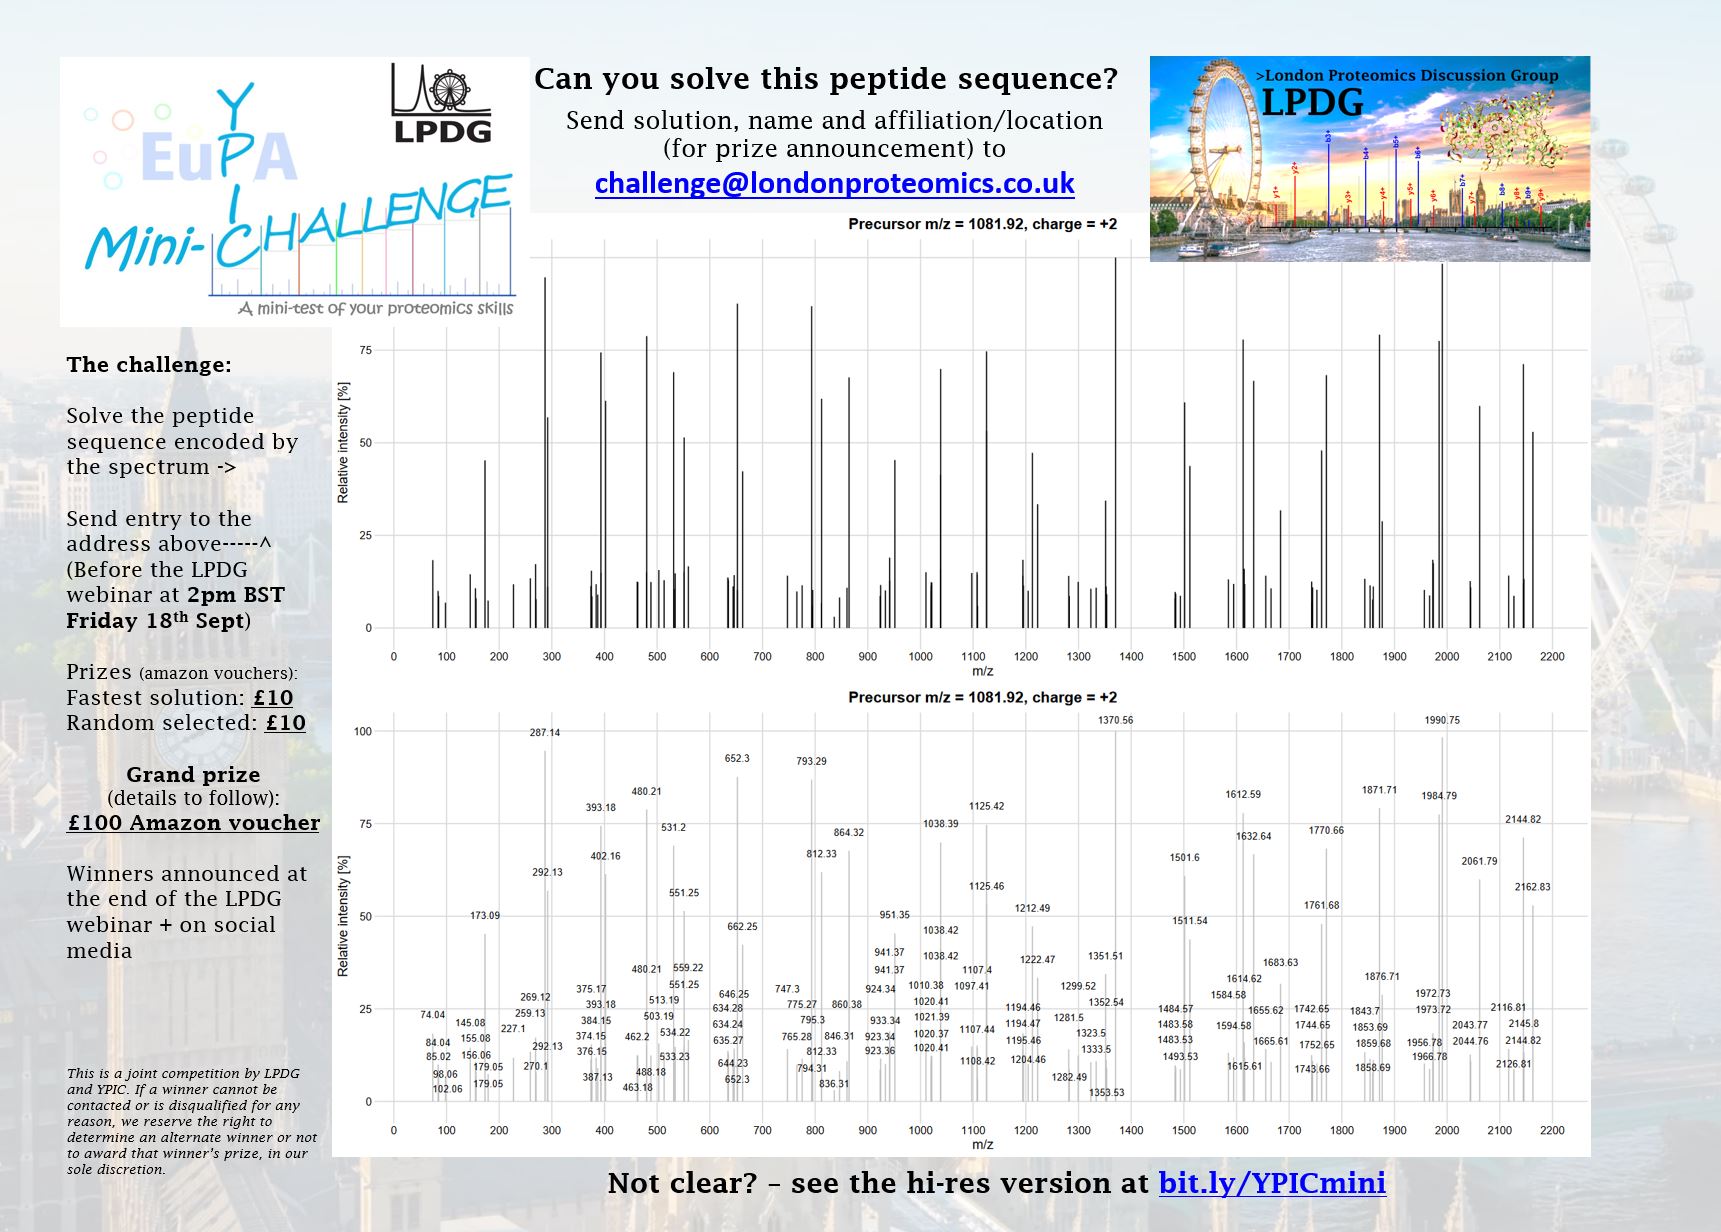 EuPA
YPIC
Mini-CHALLENGE
A mini-test of your proteomics skills
LPDG
Can you solve this peptide sequence?
Send solution, name and affiliation/location
(for prize announcement) to
challenge@londonproteomics.co.uk
>London Proteomics Discussion Group
LPDG
y1+ y2+ b3+ y3+ b4+ y4+ b5+ y5+ b6+ y6+ b7+ y7+ b8+ y8+ b9+ y9+
The challenge:
Solve the peptide
sequence encoded by
the spectrum ->
Send entry to the
address above-----^
(Before the LPDG
webinar at 2pm BST
Friday 18th Sept)
Prizes (amazon vouchers):
Fastest solution: £10
Random selected: £10
Grand prize
(details to follow):
£100 Amazon voucher
Winners announced at
the end of the LPDG
webinar + on social
media
This is a joint competition by LPDG
and YPIC. If a winner cannot be
contacted or is disqualified for any
reason, we reserve the right to
determine an alternate winner or not
to award that winner's prize, in our
sole discretion.
Precursor m/z = 1081.92, charge = +2
Relative intensity [%]
75
50
25
0
0 100 200 300 400 500 600 700 800 900 1000 1100 1200 1300 1400 1500 1600 1700 1800 1900 2000 2100 2200
m/z
Precursor m/z = 1081.92, charge = +2
Relative intensity [%]
100
75
50
25
0
1370.56 1990.75
287.14 652.3 793.29
480.21 393.18 1125.42 1612.59 1871.71 1984.79
531.2 864.32 1038.39 1632.64 1770.66 2144.82
402.16 812.33 1501.6
292.13 551.25 1125.46 2061.79 2162.83
173.09 662.25 951.35 1212.49 1761.68
1038.42 1511.54
941.37 1038.42 1222.47 1351.51
480.21 559.22 941.37 1107.4 1683.63
551.25 1097.41 1614.62 1876.71
375.17 747.3 924.34 1010.38 1299.52 1584.58 1972.73
269.12 393.18 513.19 646.25 775.27 860.38 1020.41 1194.46 1352.54 1484.57 1655.62 1742.65 1843.7 1973.72 2116.81
74.04 259.13 384.15 503.19 634.28 795.3 933.34 1021.39 1194.47 1281.5 1483.58 1594.58 1744.65 1853.69 2043.77 2145.8
145.08 227.1 374.15 462.2 534.22 634.24 765.28 846.31 923.34 1020.37 1107.44 1195.46 1323.5 1483.53 1665.61 1752.65 1859.68 1956.78 2044.76 2144.82
84.04 155.08 292.13 376.15 533.23 635.27 812.33 923.36 1020.41 1108.42 1204.46 1333.5 1493.53 1615.61 1743.66 1858.69 1966.78 2126.81
85.02 156.06 179.05 270.1 387.13 488.18 644.23 794.31 1282.49
98.06 179.05 463.18 652.3 836.31 1353.53
102.06
0 100 200 300 400 500 600 700 800 900 1000 1100 1200 1300 1400 1500 1600 1700 1800 1900 2000 2100 2200
m/z
Not clear? – see the hi-res version at bit.ly/YPICmini